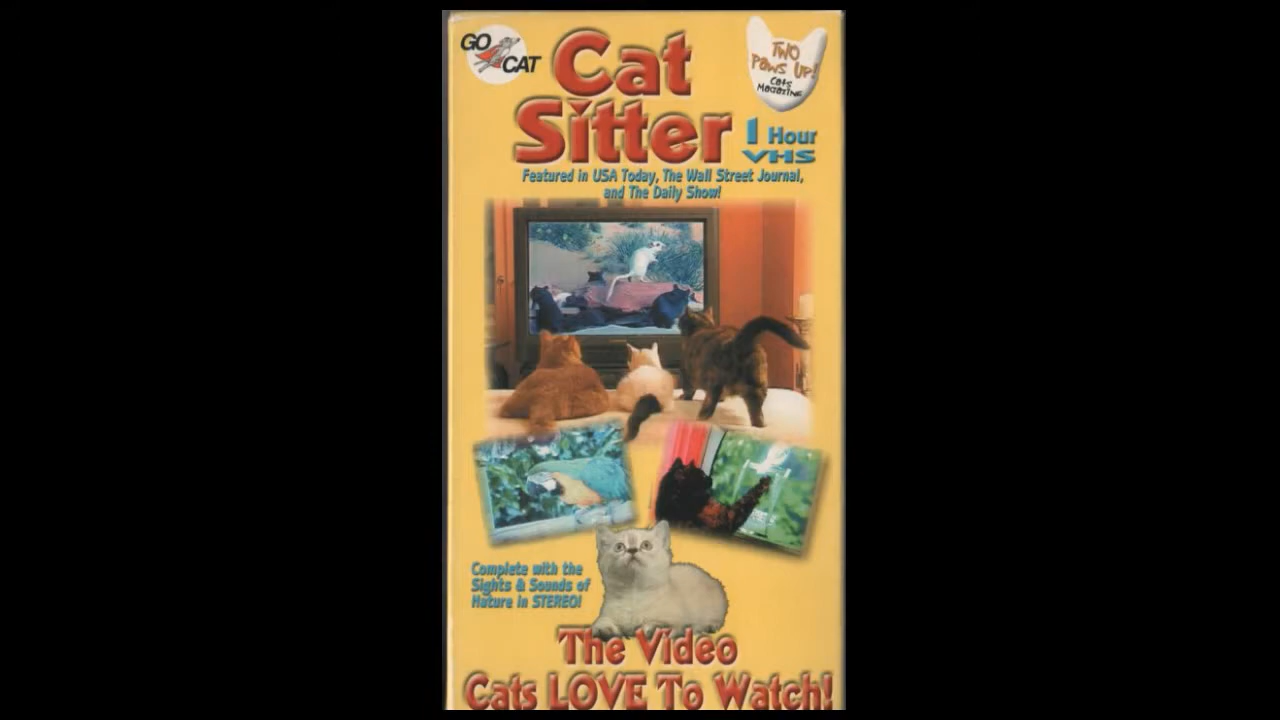 GO
CAT
Cat
Sitter
TWO
PAWS UP!
CATS
MAGAZINE
1 Hour
VHS
Featured in USA Today, The Wall Street Journal,
and The Daily Show!
Complete with the
Sights & Sounds of
Nature in STEREO!
The Video
Cats LOVE To Watch!